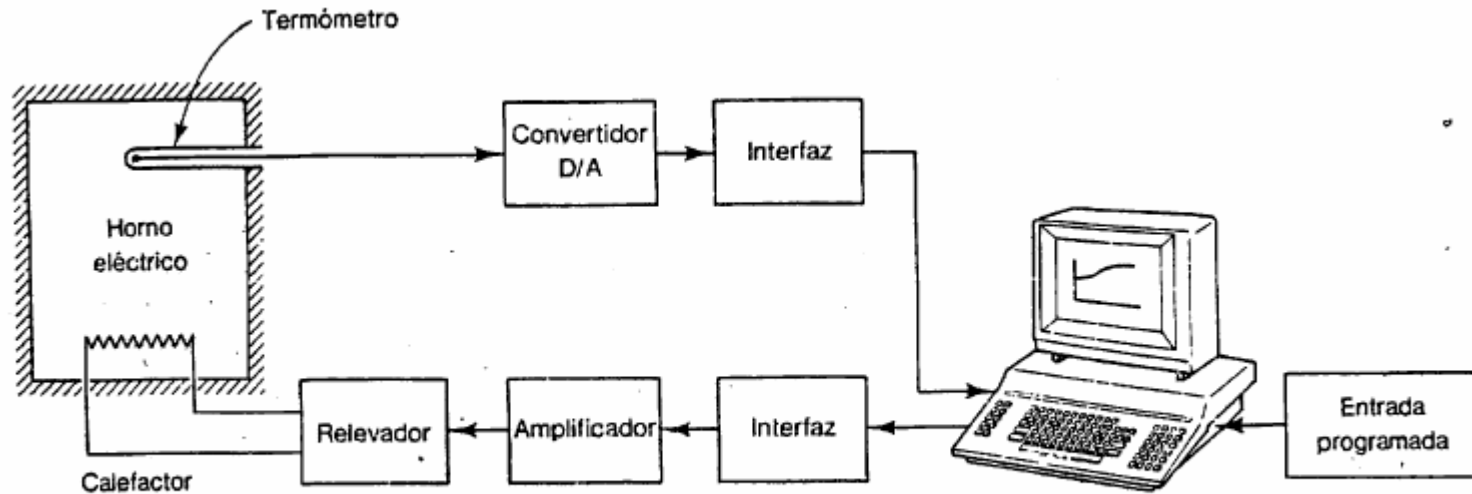 Termómetro
Convertidor
D/A
Interfaz
Horno
eléctrico
Relevador
Amplificador
Interfaz
Entrada
programada
Calefactor